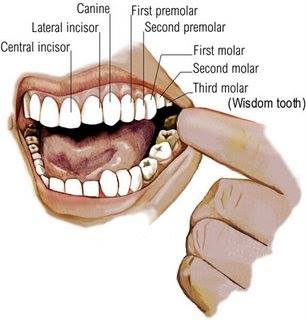 Canine
First premolar
Lateral incisor
Second premolar
Central incisor
First molar
Second molar
Third molar
(Wisdom tooth)